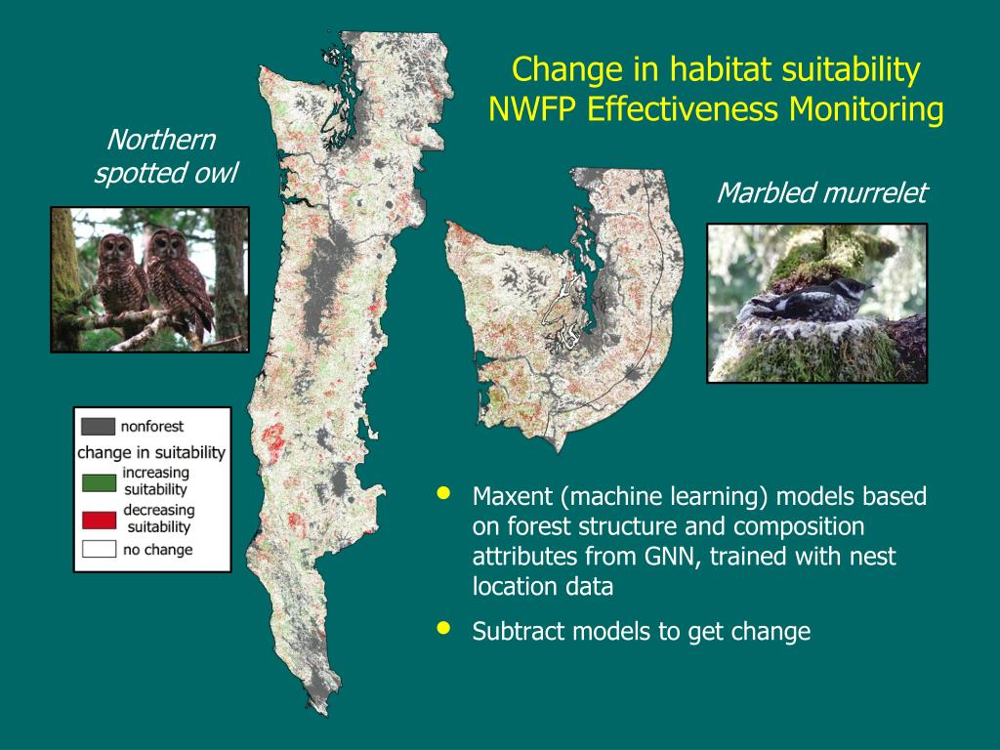 Change in habitat suitability
NWFP Effectiveness Monitoring
Northern
spotted owl
Marbled murrelet
nonforest
change in suitability
increasing
suitability
decreasing
suitability
no change
• Maxent (machine learning) models based
on forest structure and composition
attributes from GNN, trained with nest
location data
• Subtract models to get change